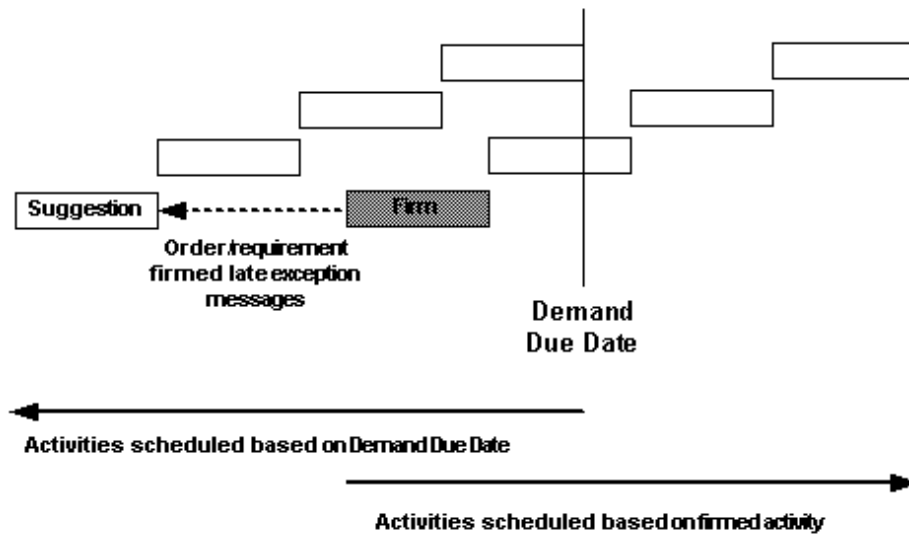 Suggestion
Firm
Order/requirement
firmed late exception
messages
Demand
Due Date
Activities scheduled based on Demand Due Date
Activities scheduled based on firmed activity